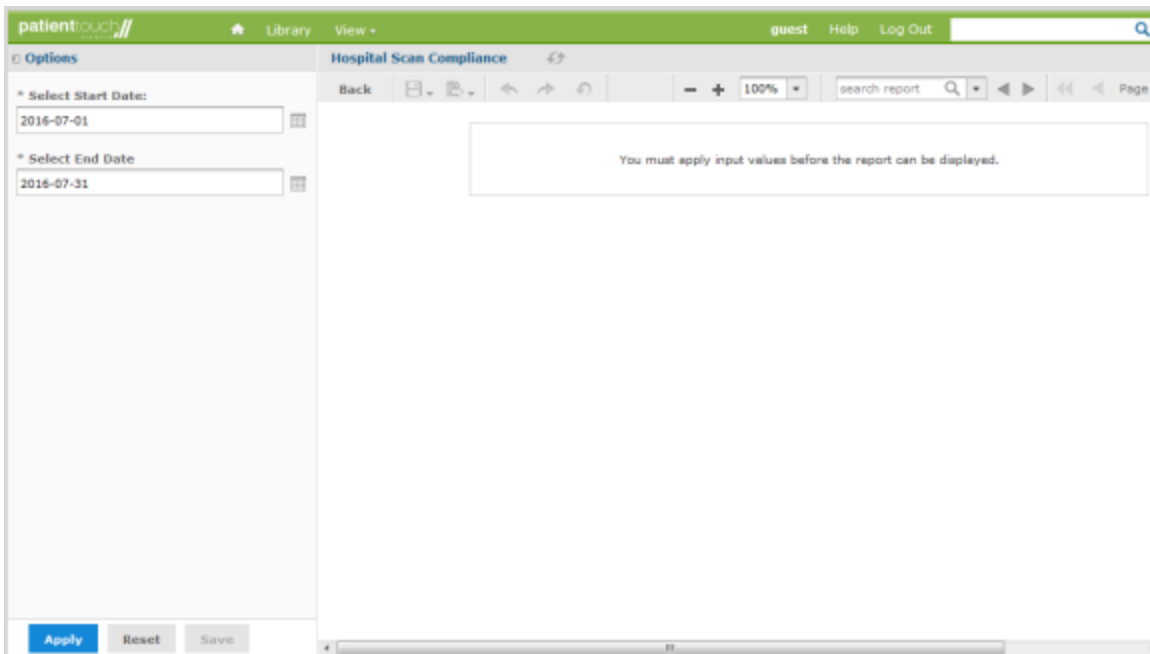 patienttouch
Library View guest Help Log Out
Options
* Select Start Date:
2016-07-01
* Select End Date
2016-07-31
Apply Reset Save
Hospital Scan Compliance
Back 100% search report Page
You must apply input values before the report can be displayed.